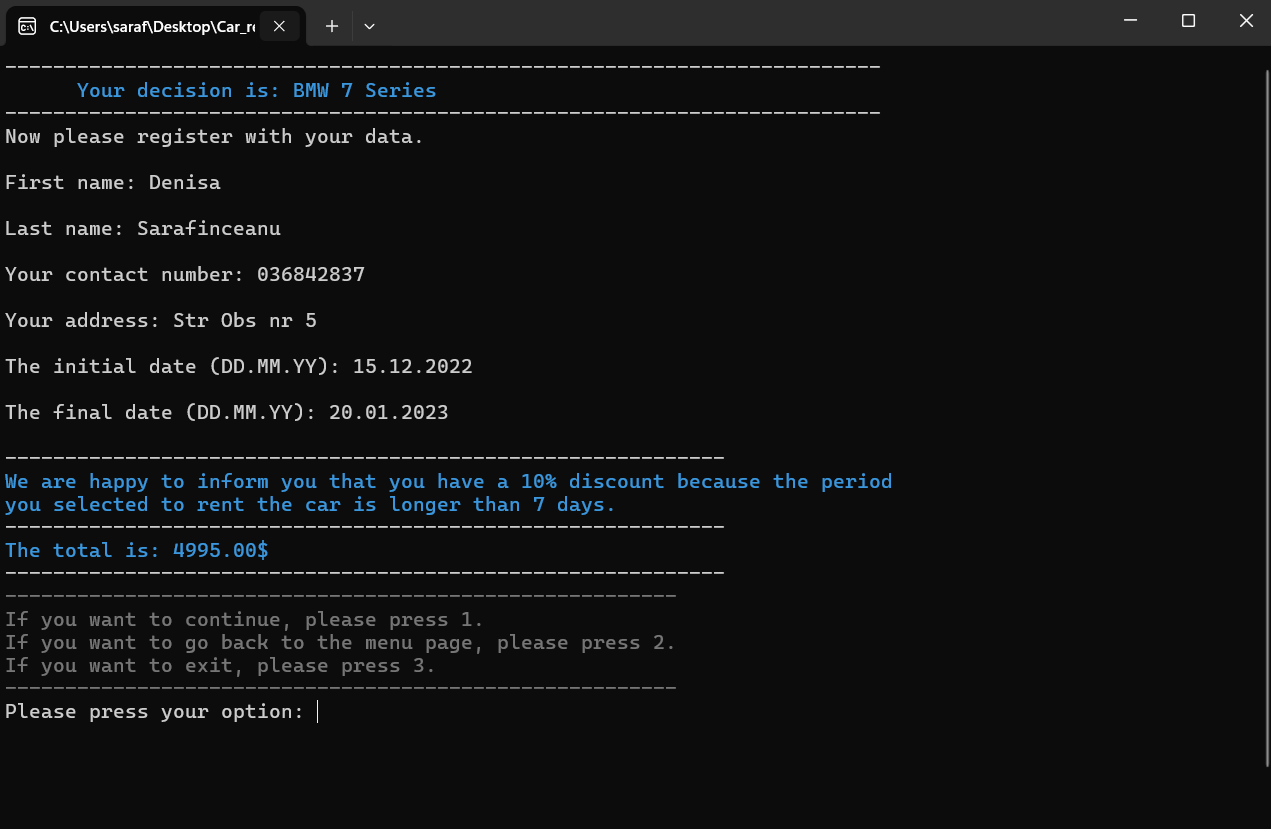 C:\Users\saraf\Desktop\Car_r
-------------------------------------------------------------------------
Your decision is: BMW 7 Series
-------------------------------------------------------------------------
Now please register with your data.
First name: Denisa
Last name: Sarafinceanu
Your contact number: 036842837
Your address: Str Obs nr 5
The initial date (DD.MM.YY): 15.12.2022
The final date (DD.MM.YY): 20.01.2023
------------------------------------------------------------
We are happy to inform you that you have a 10% discount because the period
you selected to rent the car is longer than 7 days.
------------------------------------------------------------
The total is: 4995.00$
------------------------------------------------------------
--------------------------------------------------------
If you want to continue, please press 1.
If you want to go back to the menu page, please press 2.
If you want to exit, please press 3.
--------------------------------------------------------
Please press your option: